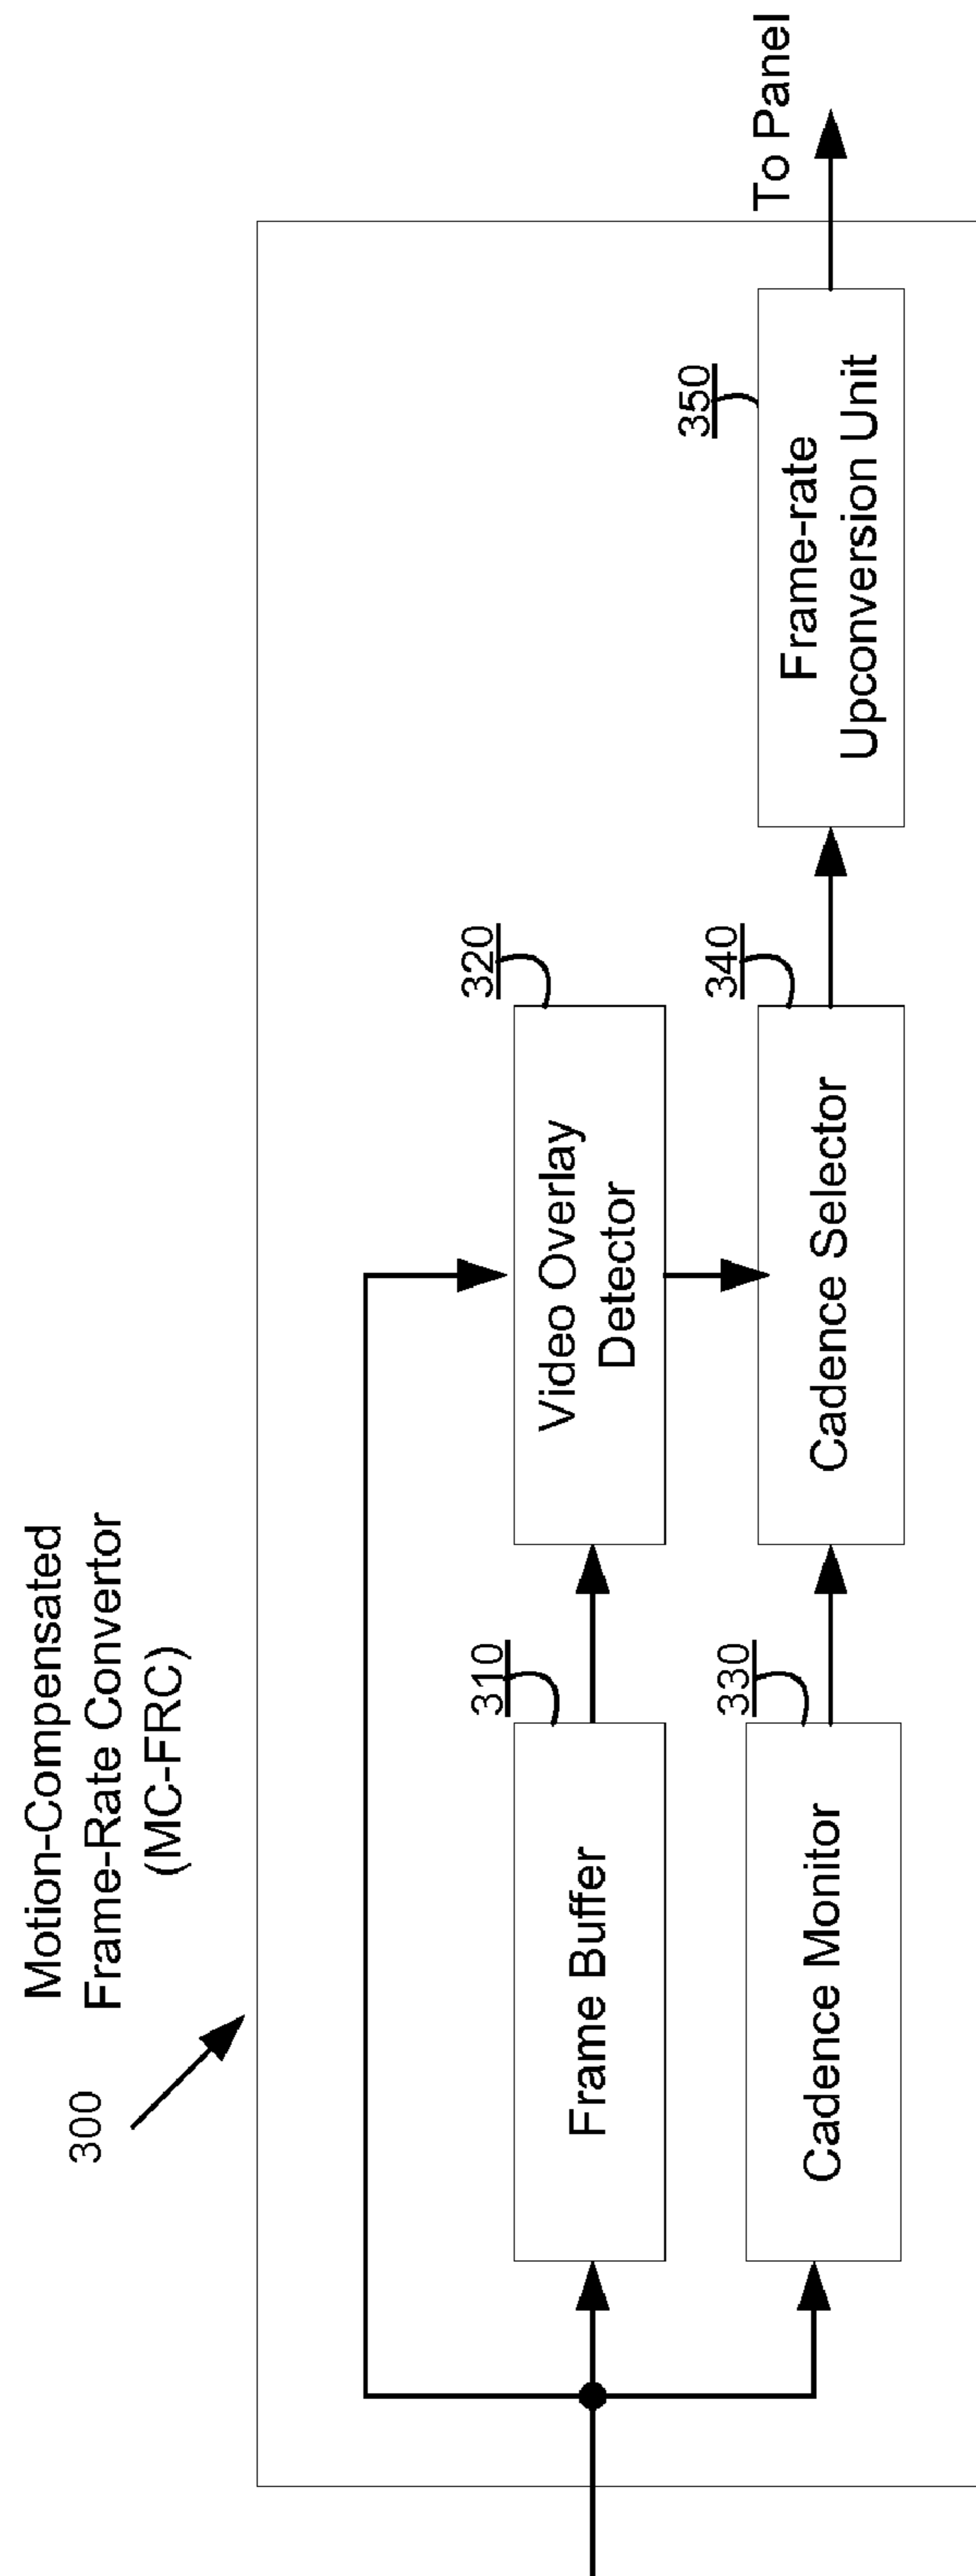 Motion-Compensated
Frame-Rate Convertor
(MC-FRC)
300
310
Frame Buffer
320
Video Overlay
Detector
330
Cadence Monitor
340
Cadence Selector
350
Frame-rate
Upconversion Unit
To Panel